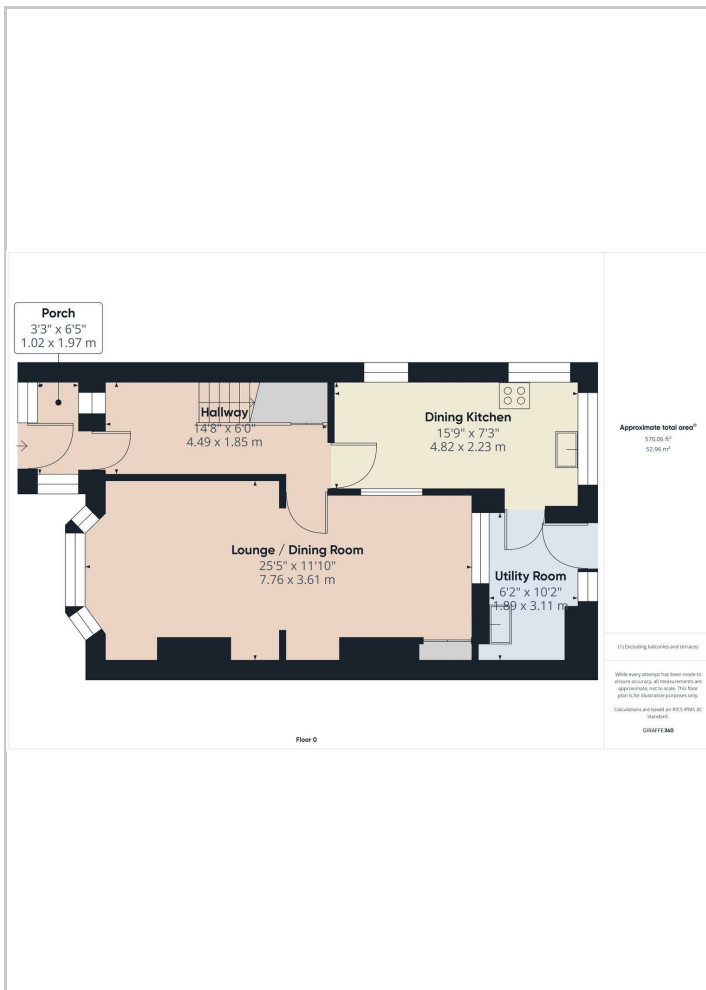 Porch
3'3" x 6'5"
1.02 x 1.97 m
Hallway
14'8" x 6'0"
4.49 x 1.85 m
Dining Kitchen
15'9" x 7'3"
4.82 x 2.23 m
Lounge / Dining Room
25'5" x 11'10"
7.76 x 3.61 m
Utility Room
6'2" x 10'2"
1.89 x 3.11 m
Floor 0
Approximate total area⁽¹⁾
570.06 ft²
52.96 m²
(1) Excluding balconies and terraces
While every attempt has been made to
ensure accuracy, all measurements are
approximate, not to scale. This floor
plan is for illustrative purposes only.
Calculations are based on RICS IPMS 3C
standard.
GIRAFFE360